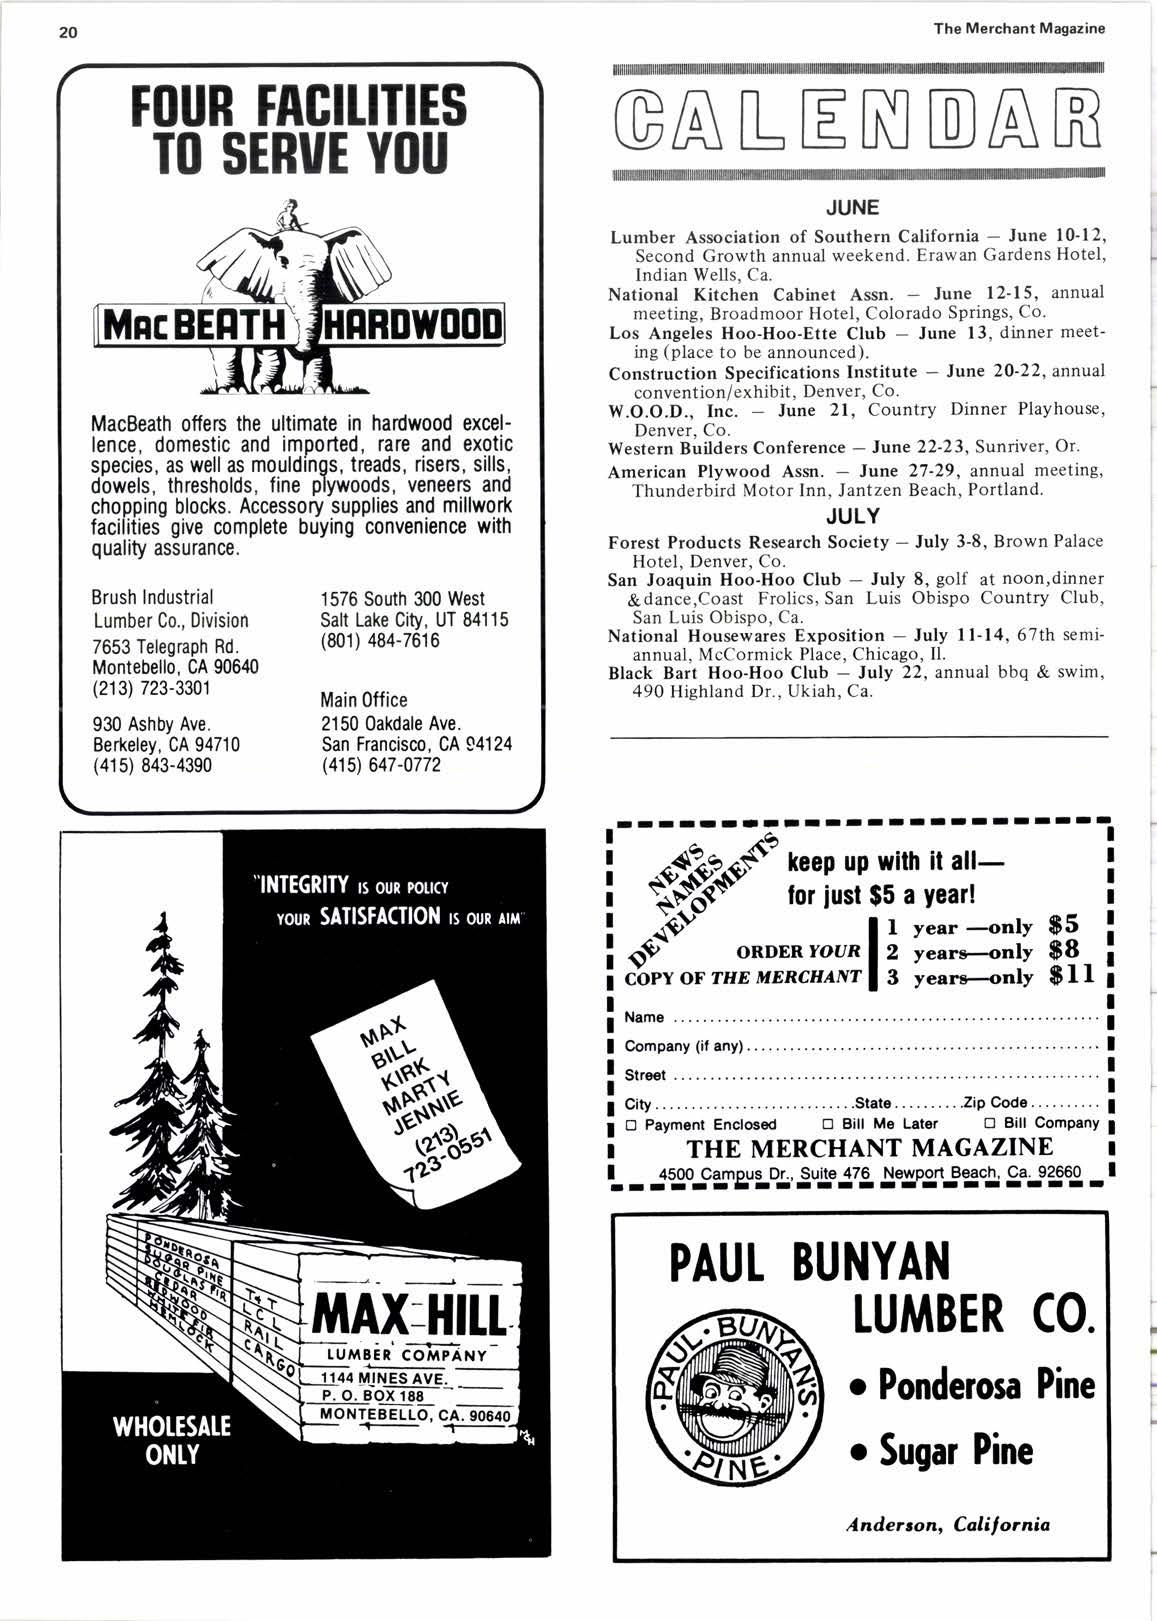 20
The Merchant Magazine
FOUR FACILITIES
TO SERVE YOU
MAC BEATH HARDWOOD
MacBeath offers the ultimate in hardwood excel-
lence, domestic and imported, rare and exotic
species, as well as mouldings, treads, risers, sills,
dowels, thresholds, fine plywoods, veneers and
chopping blocks. Accessory supplies and millwork
facilities give complete buying convenience with
quality assurance.
Brush Industrial
Lumber Co., Division
7653 Telegraph Rd.
Montebello, CA 90640
(213) 723-3301
930 Ashby Ave.
Berkeley, CA 94710
(415) 843-4390
1576 South 300 West
Salt Lake City, UT 84115
(801) 484-7616
Main Office
2150 Oakdale Ave.
San Francisco, CA 94124
(415) 647-0772
"INTEGRITY IS OUR POLICY
YOUR SATISFACTION IS OUR AIM"
MAX
BILL
KIRK
MARTY
JENNIE
(213)
723-0551
PONDEROSA
SUGAR PINE
DOUGLAS FIR
CEDAR
REDWOOD
WHITE FIR
HEMLOCK
T & T
L C L
RAIL
CARGO
MAX-HILL
LUMBER COMPANY
1144 MINES AVE.
P. O. BOX 188
MONTEBELLO, CA. 90640
WHOLESALE
ONLY
CALENDAR
JUNE
Lumber Association of Southern California — June 10-12,
Second Growth annual weekend. Erawan Gardens Hotel,
Indian Wells, Ca.
National Kitchen Cabinet Assn. — June 12-15, annual
meeting, Broadmoor Hotel, Colorado Springs, Co.
Los Angeles Hoo-Hoo-Ette Club — June 13, dinner meet-
ing (place to be announced).
Construction Specifications Institute — June 20-22, annual
convention/exhibit, Denver, Co.
W.O.O.D., Inc. — June 21, Country Dinner Playhouse,
Denver, Co.
Western Builders Conference — June 22-23, Sunriver, Or.
American Plywood Assn. — June 27-29, annual meeting,
Thunderbird Motor Inn, Jantzen Beach, Portland.
JULY
Forest Products Research Society — July 3-8, Brown Palace
Hotel, Denver, Co.
San Joaquin Hoo-Hoo Club — July 8, golf at noon,dinner
&dance,Coast Frolics, San Luis Obispo Country Club,
San Luis Obispo, Ca.
National Housewares Exposition — July 11-14, 67th semi-
annual, McCormick Place, Chicago, Il.
Black Bart Hoo-Hoo Club — July 22, annual bbq & swim,
490 Highland Dr., Ukiah, Ca.
NEWS
NAMES
DEVELOPMENTS
keep up with it all—
for just $5 a year!
ORDER YOUR
COPY OF THE MERCHANT
1 year —only $5
2 years—only $8
3 years—only $11
Name
Company (if any)
Street
City State Zip Code
□ Payment Enclosed □ Bill Me Later □ Bill Company
THE MERCHANT MAGAZINE
4500 Campus Dr., Suite 476 Newport Beach, Ca. 92660
PAUL BUNYAN
LUMBER CO.
PAUL · BUNYAN'S
· PINE ·
• Ponderosa Pine
• Sugar Pine
Anderson, California